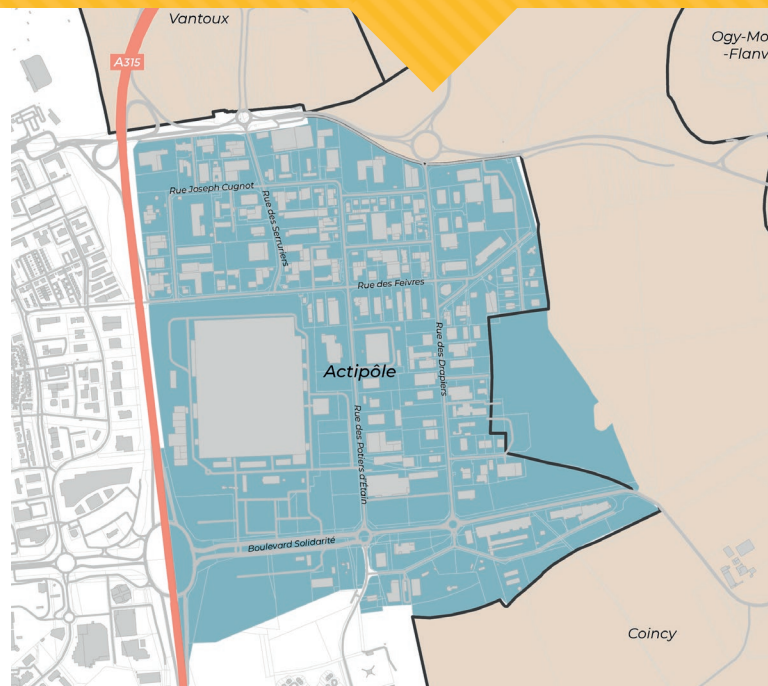 Vantoux
Ogy-Mo
-Flanv
A315
Rue Joseph Cugnot
Rue des Serruriers
Rue des Feivres
Rue des Drapiers
Actipôle
Rue des Potiers d'Étain
Boulevard Solidarité
Coincy